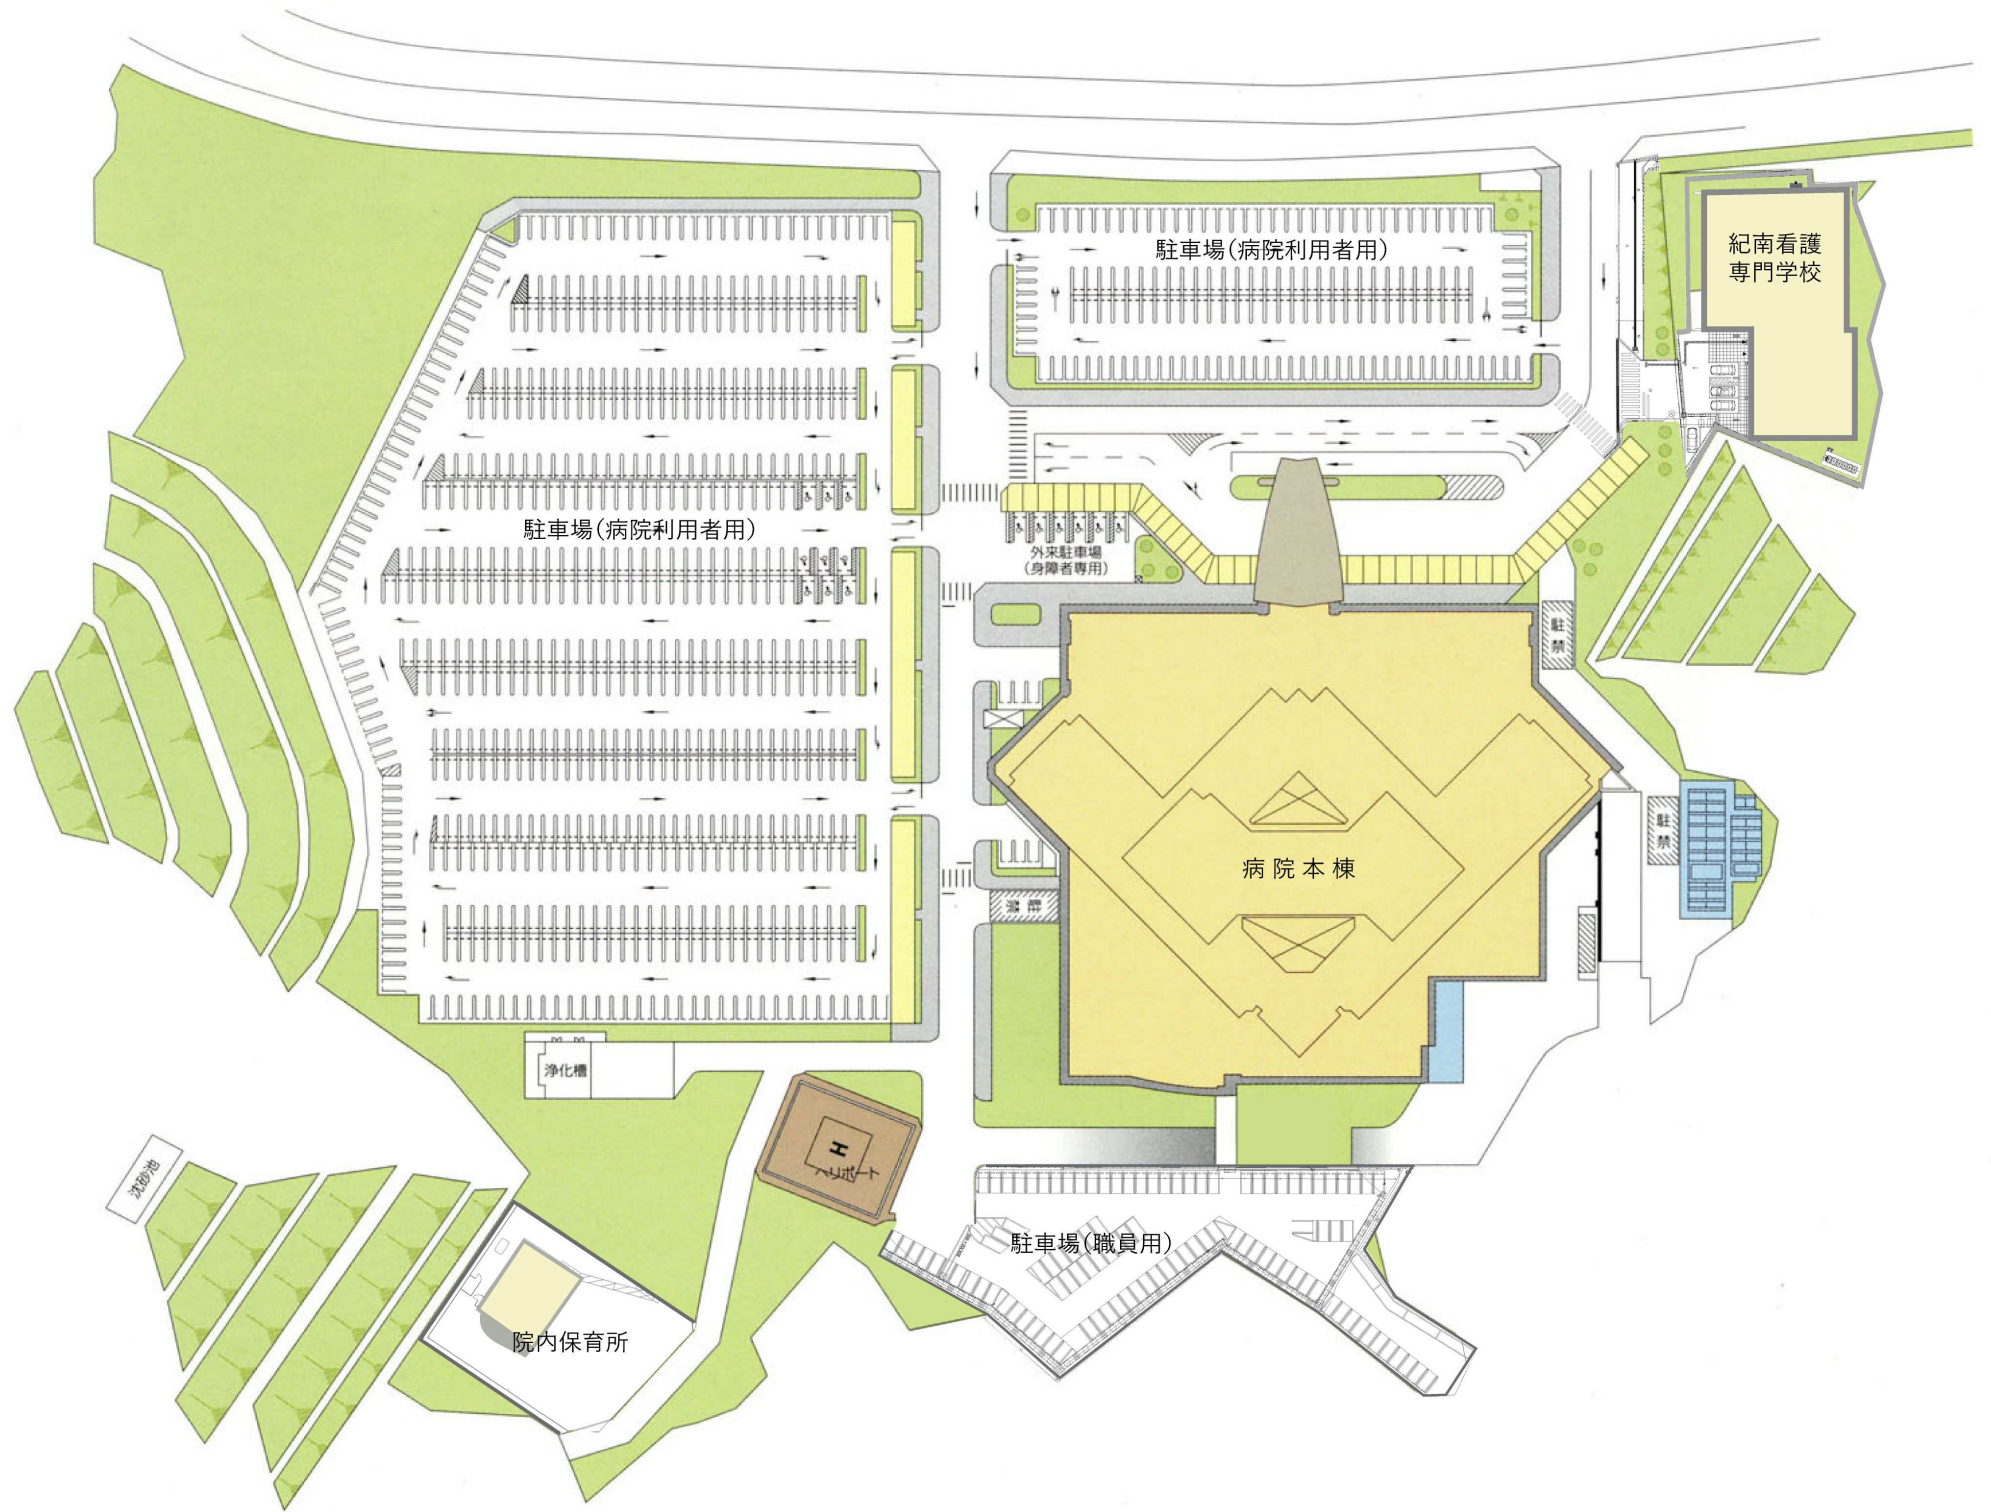 駐車場(病院利用者用)
紀南看護
専門学校
駐車場(病院利用者用)
外来駐車場
(身障者専用)
駐
禁
駐
禁
病院本棟
駐
禁
浄化槽
H
ヘリポート
沈砂池
駐車場(職員用)
院内保育所